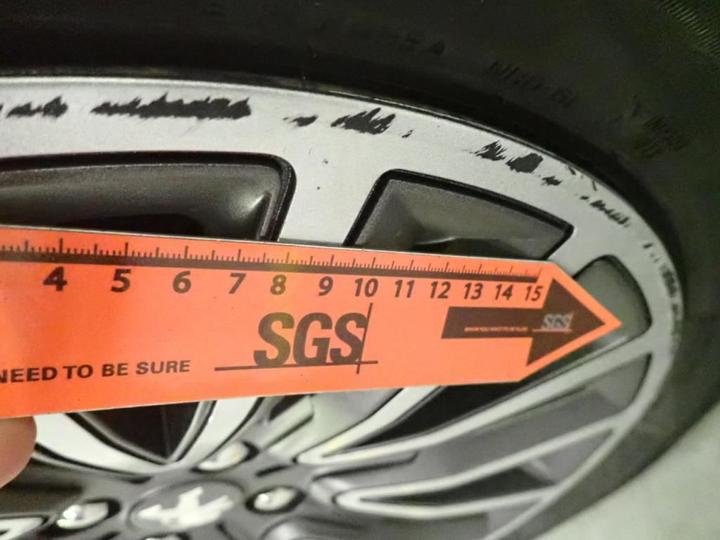 4 5 6 7 8 9 10 11 12 13 14 15
SGS
SGS
NEED TO BE SURE